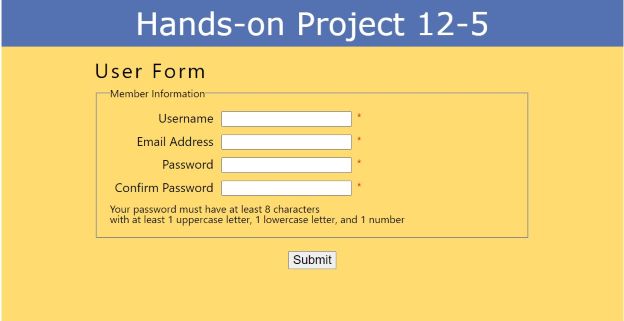 Hands-on Project 12-5
User Form
Member Information
Username *
Email Address *
Password *
Confirm Password *
Your password must have at least 8 characters
with at least 1 uppercase letter, 1 lowercase letter, and 1 number
Submit